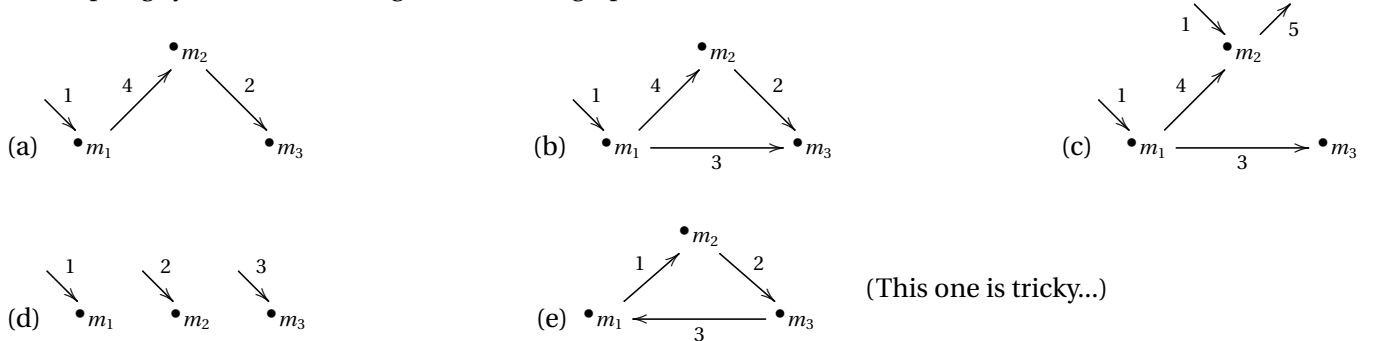 1 5
m₂
m₂ m₂
1 4 2 1 4 2 1 4
(a) m₁ m₃ (b) m₁ m₃ (c) m₁ m₃
3 3
m₂
1 2 3 1 2 (This one is tricky...)
(d) m₁ m₂ m₃ (e) m₁ m₃
3